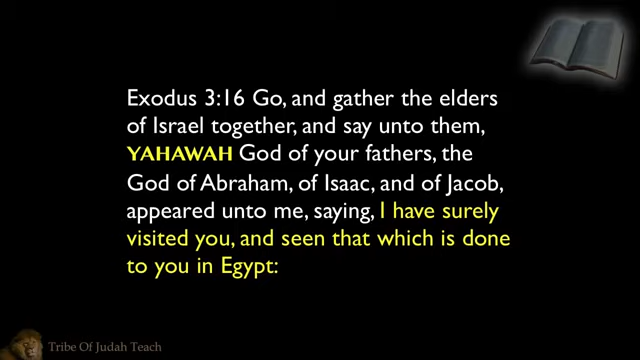 Exodus 3:16 Go, and gather the elders
of Israel together, and say unto them,
YAHAWAH God of your fathers, the
God of Abraham, of Isaac, and of Jacob,
appeared unto me, saying, I have surely
visited you, and seen that which is done
to you in Egypt:
Tribe Of Judah Teach